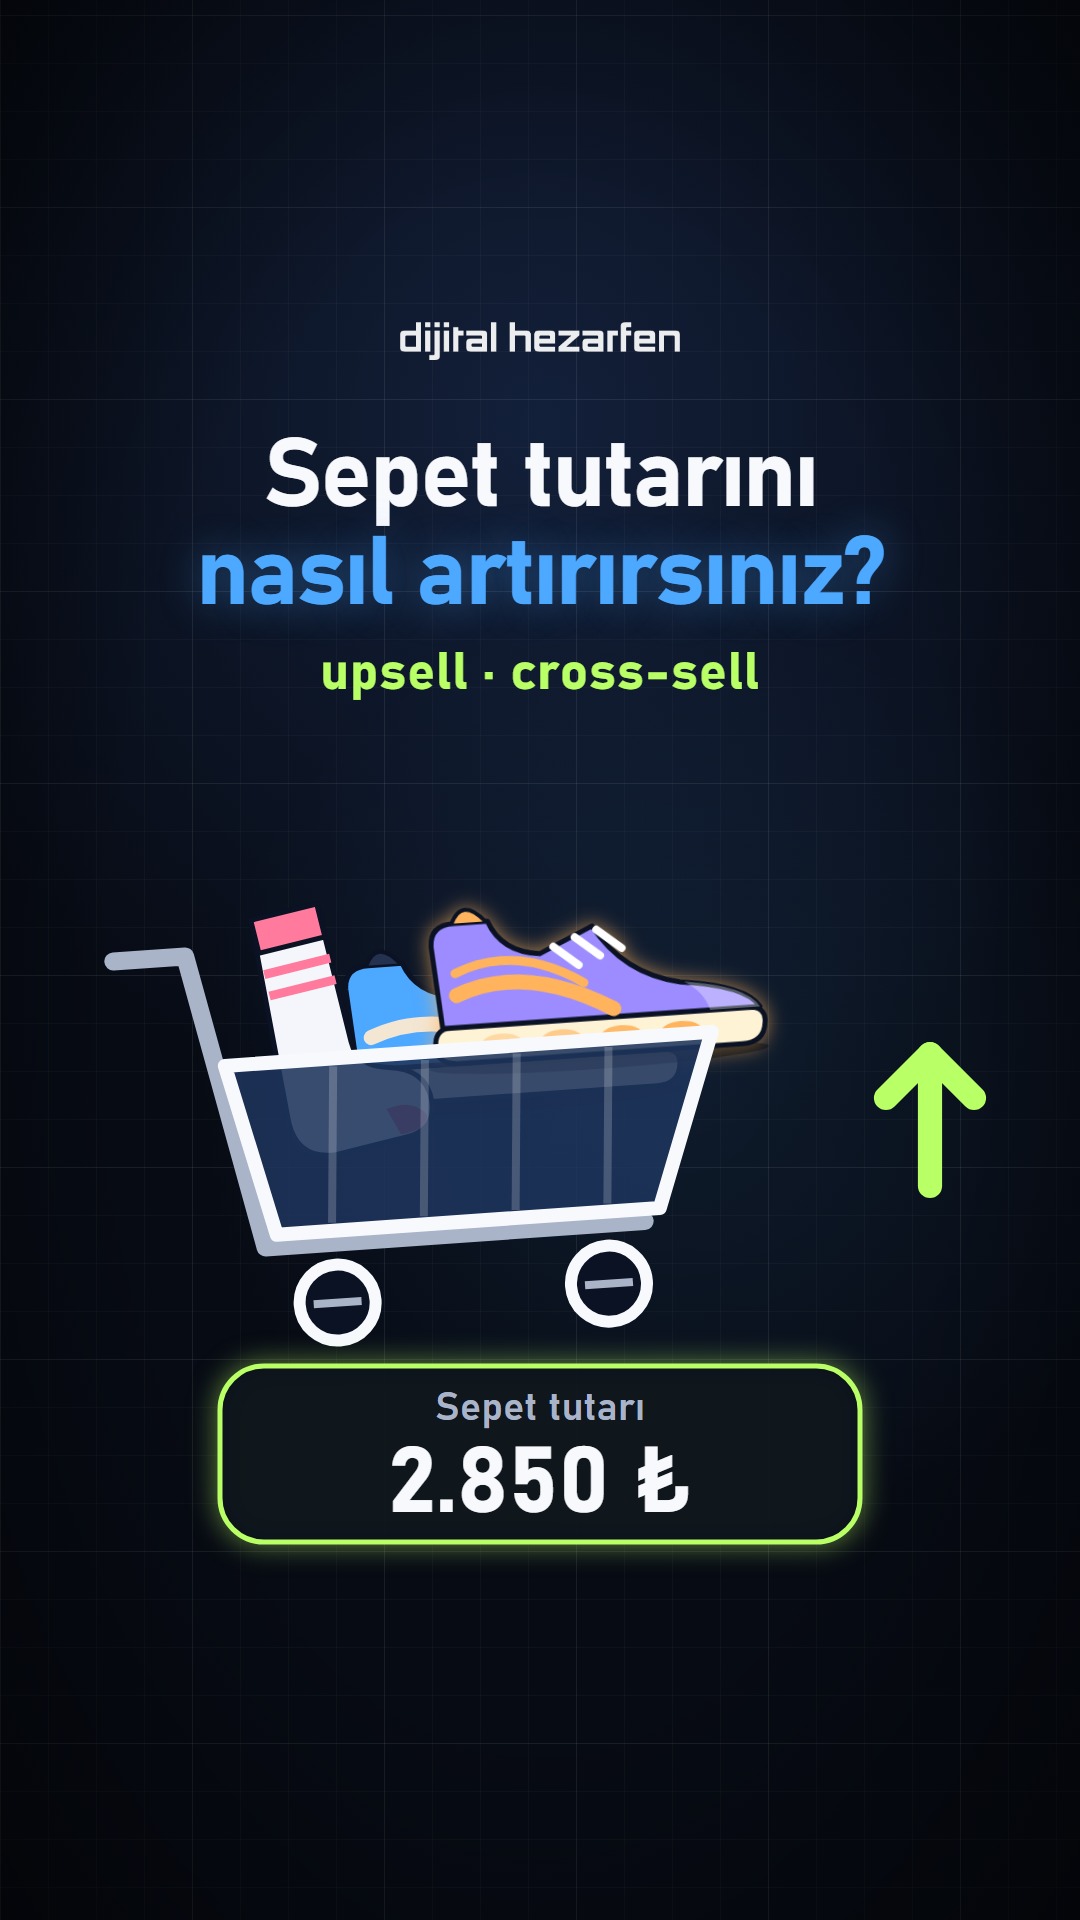 dijital hezarfen
Sepet tutarını
nasıl artırırsınız?
upsell · cross-sell
Sepet tutarı
2.850 ₺